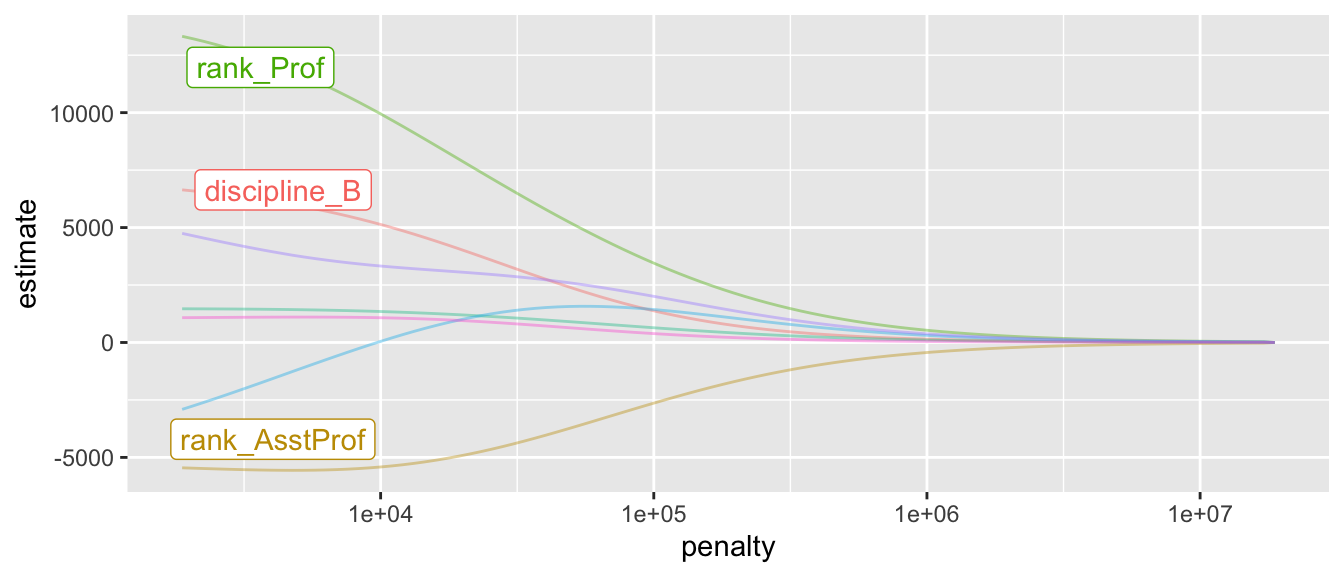 rank_Prof
10000
discipline_B
5000
estimate
0
rank_AsstProf
-5000
1e+04 1e+05 1e+06 1e+07
penalty